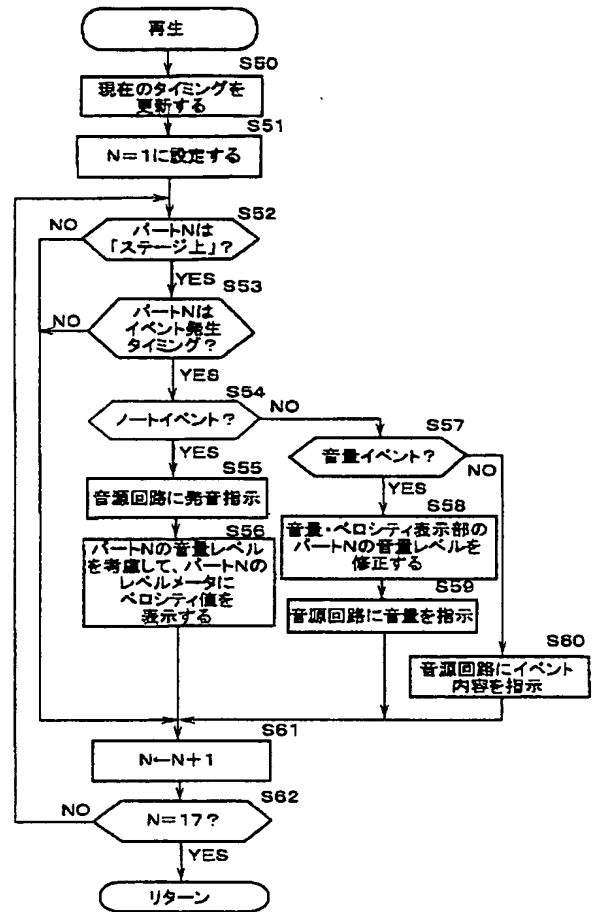 再生
S50
現在のタイミングを
更新する
S51
N=1に設定する
S52
NO
パートNは
「ステージ上」?
YES
S53
NO
パートNは
イベント発生
タイミング?
YES
S54
ノートイベント?
NO
YES
S57
音量イベント?
NO
YES
S55
音源回路に発音指示
S56
パートNの音量レベル
を考慮して、パートNの
レベルメータに
ベロシティ値を
表示する
S58
音量・ベロシティ表示部の
パートNの音量レベルを
修正する
S59
音源回路に音量を指示
S60
音源回路にイベント
内容を指示
S61
N←N+1
S62
NO
N=17?
YES
リターン